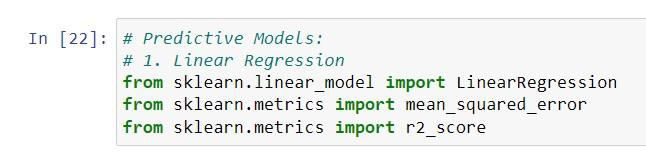 In [22]: # Predictive Models:
# 1. Linear Regression
from sklearn.linear_model import LinearRegression
from sklearn.metrics import mean_squared_error
from sklearn.metrics import r2_score